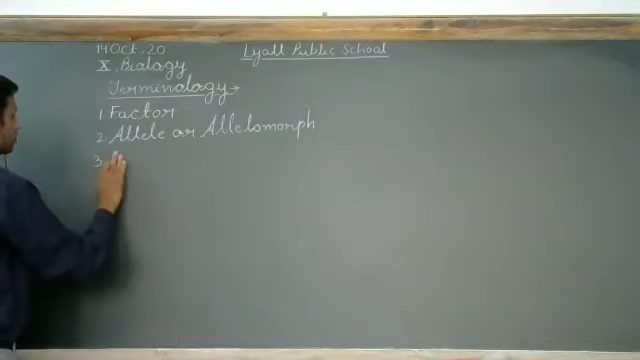 14 Oct, 20
Lyall Public School
X, Biology
Terminology→
1 Factor
2 Allele or Allelomorph
3